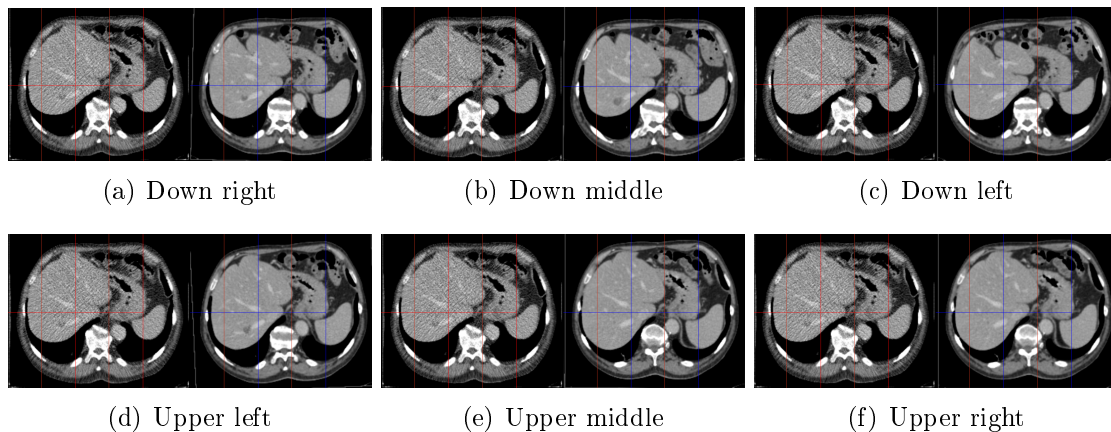 (a) Down right
(b) Down middle
(c) Down left
(d) Upper left
(e) Upper middle
(f) Upper right